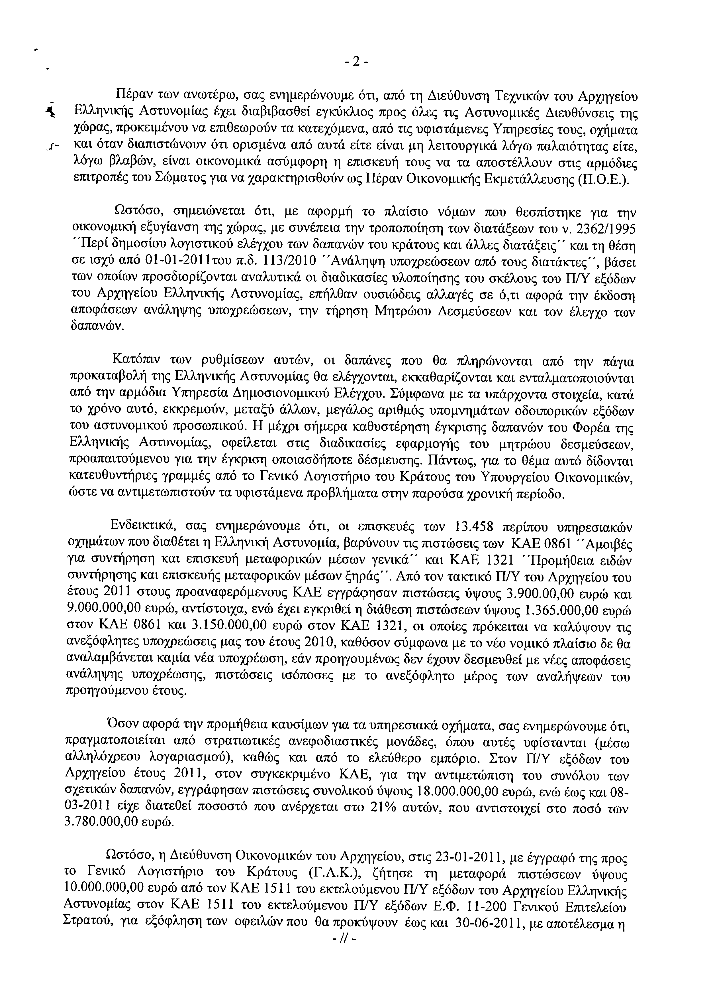 - 2 -
Πέραν των ανωτέρω, σας ενημερώνουμε ότι, από τη Διεύθυνση Τεχνικών του Αρχηγείου
Ελληνικής Αστυνομίας έχει διαβιβασθεί εγκύκλιος προς όλες τις Αστυνομικές Διευθύνσεις της
χώρας, προκειμένου να επιθεωρούν τα κατεχόμενα, από τις υφιστάμενες Υπηρεσίες τους, οχήματα
και όταν διαπιστώνουν ότι ορισμένα από αυτά είτε είναι μη λειτουργικά λόγω παλαιότητας είτε,
λόγω βλαβών, είναι οικονομικά ασύμφορη η επισκευή τους να τα αποστέλλουν στις αρμόδιες
επιτροπές του Σώματος για να χαρακτηρισθούν ως Πέραν Οικονομικής Εκμετάλλευσης (Π.Ο.Ε.).
Ωστόσο, σημειώνεται ότι, με αφορμή το πλαίσιο νόμων που θεσπίστηκε για την
οικονομική εξυγίανση της χώρας, με συνέπεια την τροποποίηση των διατάξεων του ν. 2362/1995
΄΄Περί δημοσίου λογιστικού ελέγχου των δαπανών του κράτους και άλλες διατάξεις΄΄ και τη θέση
σε ισχύ από 01-01-2011του π.δ. 113/2010 ΄΄Ανάληψη υποχρεώσεων από τους διατάκτες΄΄, βάσει
των οποίων προσδιορίζονται αναλυτικά οι διαδικασίες υλοποίησης του σκέλους του Π/Υ εξόδων
του Αρχηγείου Ελληνικής Αστυνομίας, επήλθαν ουσιώδεις αλλαγές σε ό,τι αφορά την έκδοση
αποφάσεων ανάληψης υποχρεώσεων, την τήρηση Μητρώου Δεσμεύσεων και τον έλεγχο των
δαπανών.
Κατόπιν των ρυθμίσεων αυτών, οι δαπάνες που θα πληρώνονται από την πάγια
προκαταβολή της Ελληνικής Αστυνομίας θα ελέγχονται, εκκαθαρίζονται και ενταλματοποιούνται
από την αρμόδια Υπηρεσία Δημοσιονομικού Ελέγχου. Σύμφωνα με τα υπάρχοντα στοιχεία, κατά
το χρόνο αυτό, εκκρεμούν, μεταξύ άλλων, μεγάλος αριθμός υπομνημάτων οδοιπορικών εξόδων
του αστυνομικού προσωπικού. Η μέχρι σήμερα καθυστέρηση έγκρισης δαπανών του Φορέα της
Ελληνικής Αστυνομίας, οφείλεται στις διαδικασίες εφαρμογής του μητρώου δεσμεύσεων,
προαπαιτούμενου για την έγκριση οποιασδήποτε δέσμευσης. Πάντως, για το θέμα αυτό δίδονται
κατευθυντήριες γραμμές από το Γενικό Λογιστήριο του Κράτους του Υπουργείου Οικονομικών,
ώστε να αντιμετωπιστούν τα υφιστάμενα προβλήματα στην παρούσα χρονική περίοδο.
Ενδεικτικά, σας ενημερώνουμε ότι, οι επισκευές των 13.458 περίπου υπηρεσιακών
οχημάτων που διαθέτει η Ελληνική Αστυνομία, βαρύνουν τις πιστώσεις των ΚΑΕ 0861 ΄΄Αμοιβές
για συντήρηση και επισκευή μεταφορικών μέσων γενικά΄΄ και ΚΑΕ 1321 ΄΄Προμήθεια ειδών
συντήρησης και επισκευής μεταφορικών μέσων ξηράς΄΄. Από τον τακτικό Π/Υ του Αρχηγείου του
έτους 2011 στους προαναφερόμενους ΚΑΕ εγγράφησαν πιστώσεις ύψους 3.900.00,00 ευρώ και
9.000.000,00 ευρώ, αντίστοιχα, ενώ έχει εγκριθεί η διάθεση πιστώσεων ύψους 1.365.000,00 ευρώ
στον ΚΑΕ 0861 και 3.150.000,00 ευρώ στον ΚΑΕ 1321, οι οποίες πρόκειται να καλύψουν τις
ανεξόφλητες υποχρεώσεις μας του έτους 2010, καθόσον σύμφωνα με το νέο νομικό πλαίσιο δε θα
αναλαμβάνεται καμία νέα υποχρέωση, εάν προηγουμένως δεν έχουν δεσμευθεί με νέες αποφάσεις
ανάληψης υποχρέωσης, πιστώσεις ισόποσες με το ανεξόφλητο μέρος των αναλήψεων του
προηγούμενου έτους.
Όσον αφορά την προμήθεια καυσίμων για τα υπηρεσιακά οχήματα, σας ενημερώνουμε ότι,
πραγματοποιείται από στρατιωτικές ανεφοδιαστικές μονάδες, όπου αυτές υφίστανται (μέσω
αλληλόχρεου λογαριασμού), καθώς και από το ελεύθερο εμπόριο. Στον Π/Υ εξόδων του
Αρχηγείου έτους 2011, στον συγκεκριμένο ΚΑΕ, για την αντιμετώπιση του συνόλου των
σχετικών δαπανών, εγγράφησαν πιστώσεις συνολικού ύψους 18.000.000,00 ευρώ, ενώ έως και 08-
03-2011 είχε διατεθεί ποσοστό που ανέρχεται στο 21% αυτών, που αντιστοιχεί στο ποσό των
3.780.000,00 ευρώ.
Ωστόσο, η Διεύθυνση Οικονομικών του Αρχηγείου, στις 23-01-2011, με έγγραφό της προς
το Γενικό Λογιστήριο του Κράτους (Γ.Λ.Κ.), ζήτησε τη μεταφορά πιστώσεων ύψους
10.000.000,00 ευρώ από τον ΚΑΕ 1511 του εκτελούμενου Π/Υ εξόδων του Αρχηγείου Ελληνικής
Αστυνομίας στον ΚΑΕ 1511 του εκτελούμενου Π/Υ εξόδων Ε.Φ. 11-200 Γενικού Επιτελείου
Στρατού, για εξόφληση των οφειλών που θα προκύψουν έως και 30-06-2011, με αποτέλεσμα η
- // -